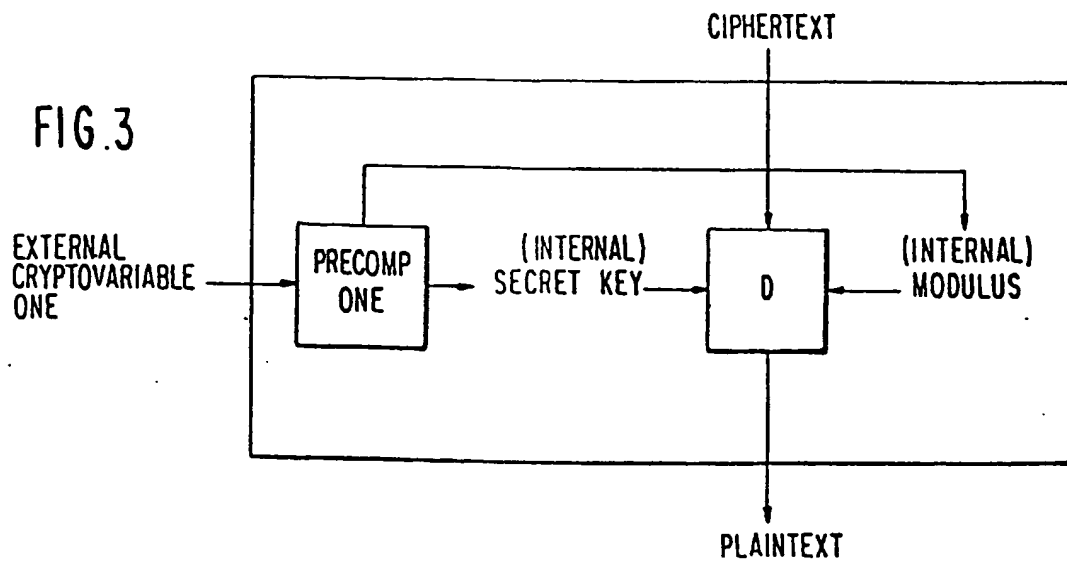 CIPHERTEXT
FIG.3
EXTERNAL
CRYPTOVARIABLE
ONE
PRECOMP
ONE
(INTERNAL)
SECRET KEY
D
(INTERNAL)
MODULUS
PLAINTEXT